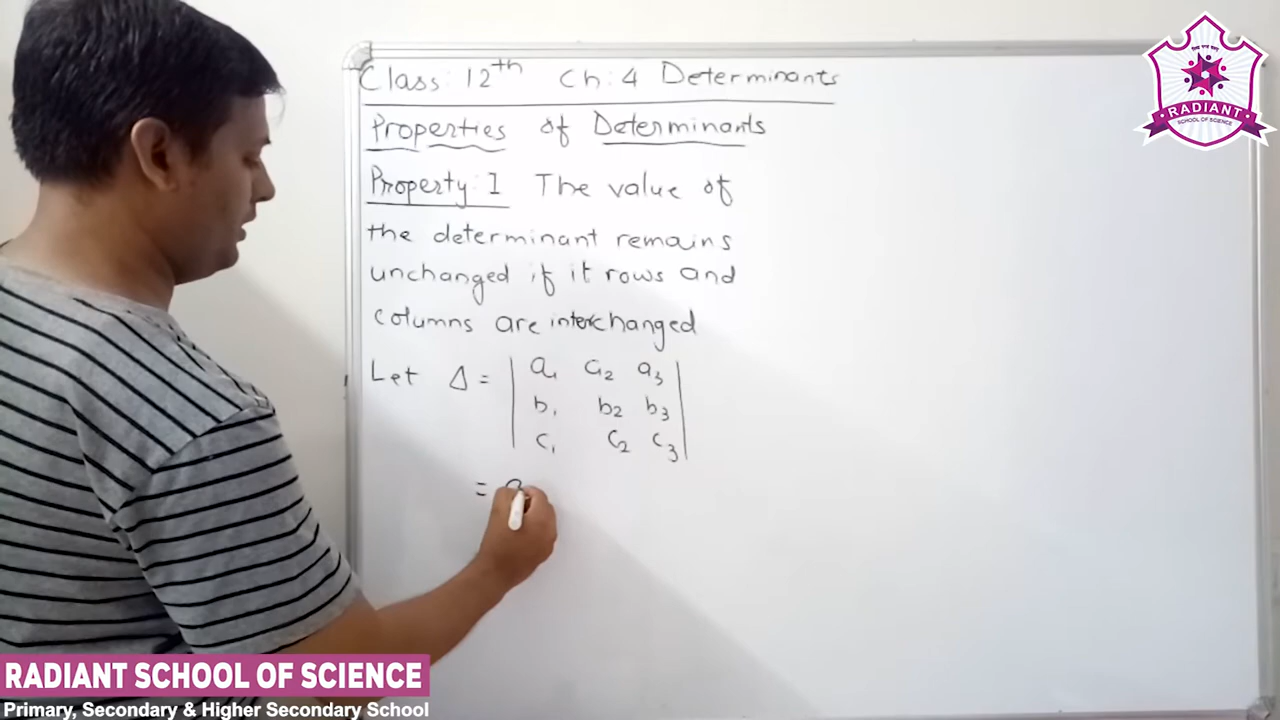 Class: 12th Ch: 4 Determinants
Properties of Determinants
Property: 1 The value of
the determinant remains
unchanged if it rows and
columns are interchanged
Let Δ = | a₁ a₂ a₃ |
| b₁ b₂ b₃ |
| c₁ c₂ c₃ |
=
RADIANT
SCHOOL OF SCIENCE
RADIANT SCHOOL OF SCIENCE
Primary, Secondary & Higher Secondary School